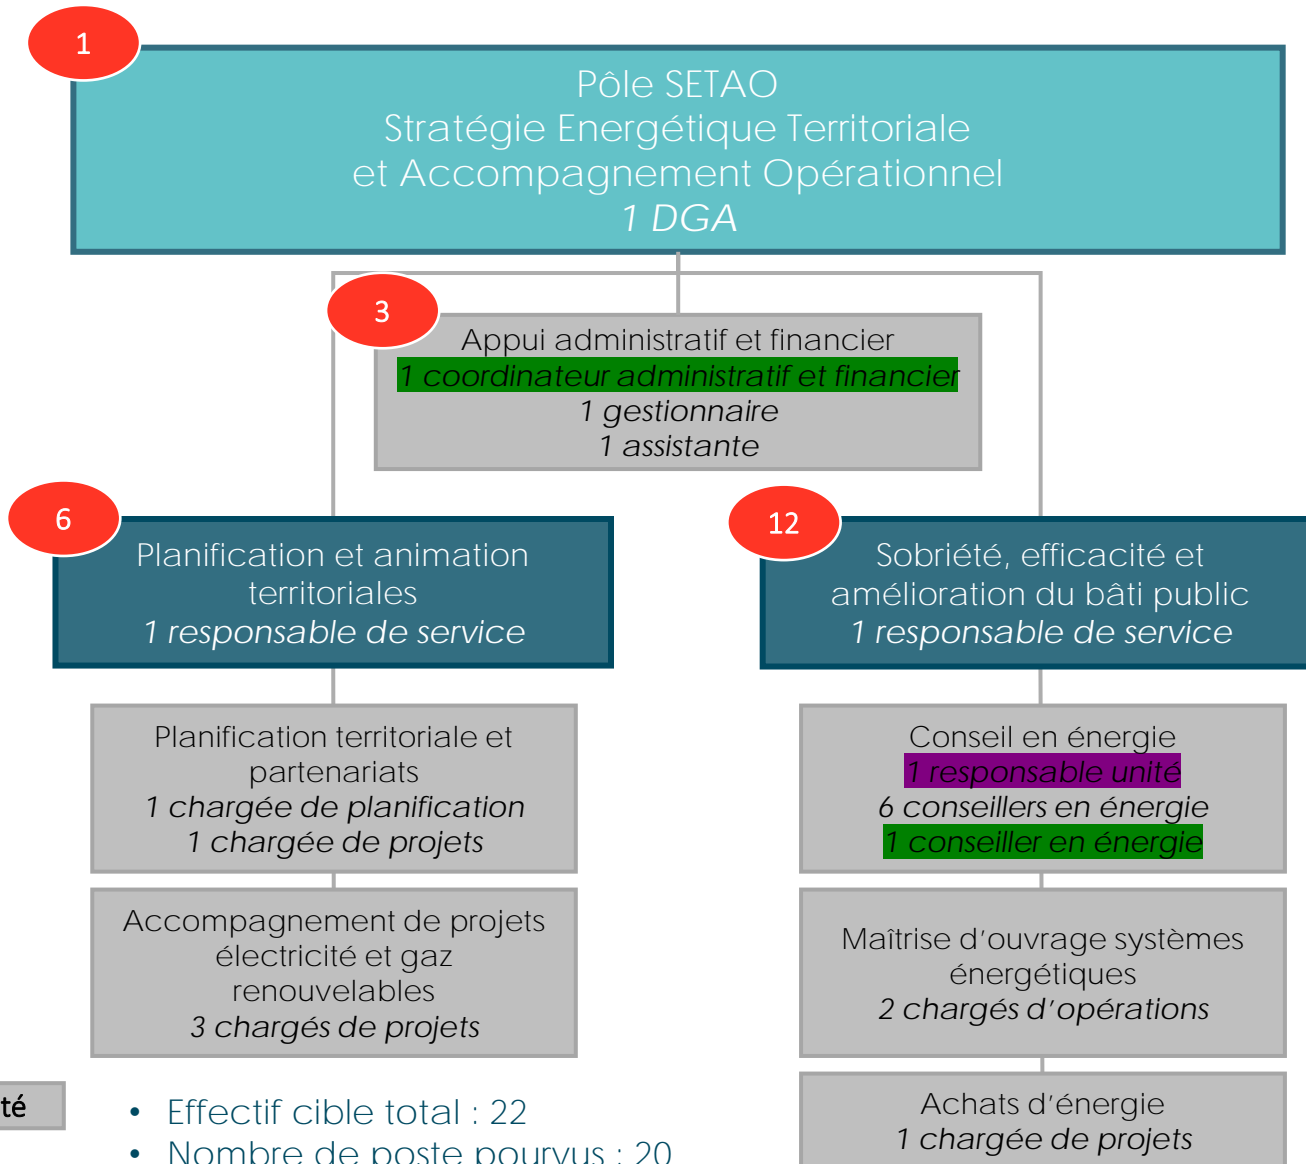 1
Pôle SETAO
Stratégie Energétique Territoriale
et Accompagnement Opérationnel
1 DGA
3
Appui administratif et financier
1 coordinateur administratif et financier
1 gestionnaire
1 assistante
6
Planification et animation
territoriales
1 responsable de service
12
Sobriété, efficacité et
amélioration du bâti public
1 responsable de service
Planification territoriale et
partenariats
1 chargée de planification
1 chargée de projets
Conseil en énergie
1 responsable unité
6 conseillers en énergie
1 conseiller en énergie
Accompagnement de projets
électricité et gaz
renouvelables
3 chargés de projets
Maîtrise d’ouvrage systèmes
énergétiques
2 chargés d’opérations
Achats d’énergie
1 chargée de projets
té
• Effectif cible total : 22
• Nombre de poste pourvus : 20